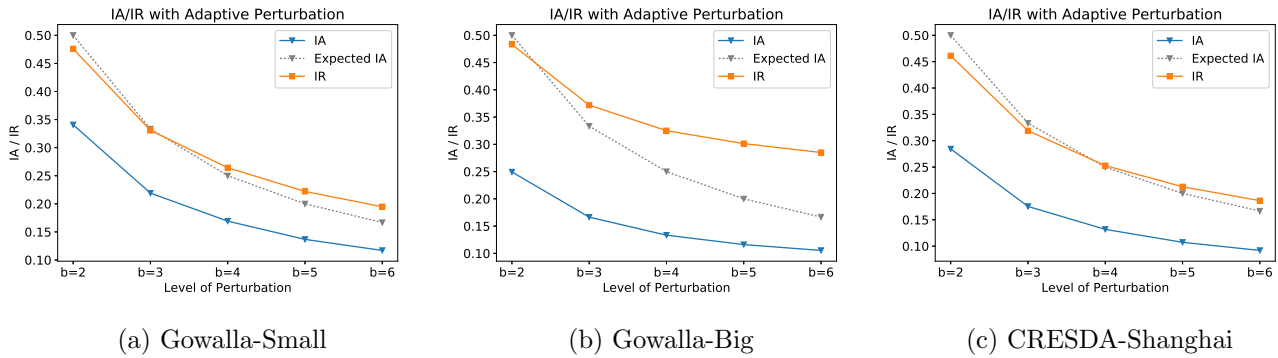 IA/IR with Adaptive Perturbation
0.50
0.45
0.40
0.35
0.30
0.25
0.20
0.15
0.10
IA / IR
IA
Expected IA
IR
b=2 b=3 b=4 b=5 b=6
Level of Perturbation
(a) Gowalla-Small
IA/IR with Adaptive Perturbation
0.50
0.45
0.40
0.35
0.30
0.25
0.20
0.15
0.10
IA / IR
IA
Expected IA
IR
b=2 b=3 b=4 b=5 b=6
Level of Perturbation
(b) Gowalla-Big
IA/IR with Adaptive Perturbation
0.50
0.45
0.40
0.35
0.30
0.25
0.20
0.15
0.10
IA / IR
IA
Expected IA
IR
b=2 b=3 b=4 b=5 b=6
Level of Perturbation
(c) CRESDA-Shanghai